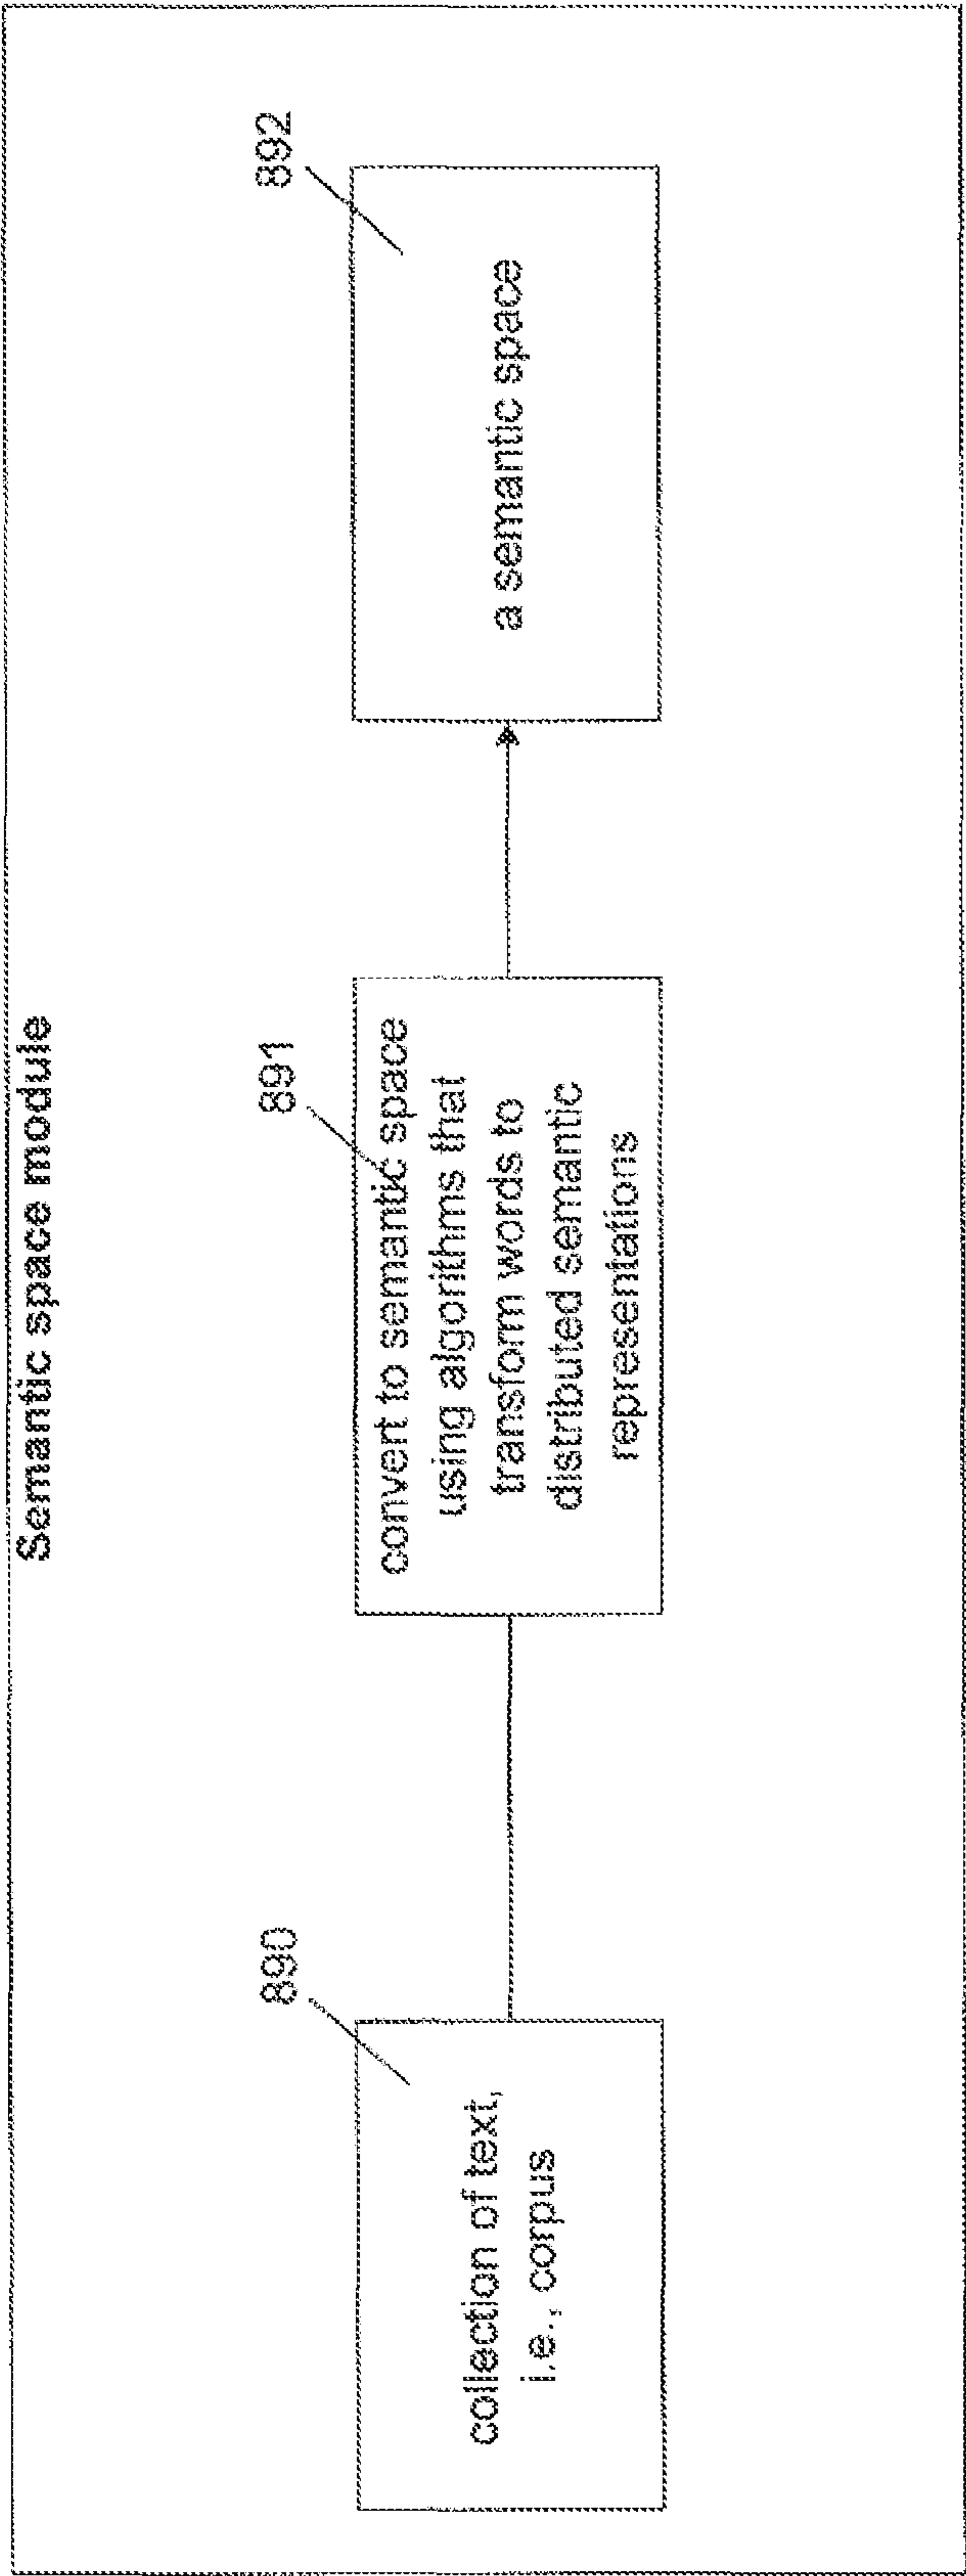 Semantic space module
890
collection of text,
i.e., corpus
891
convert to semantic space
using algorithms that
transform words to
distributed semantic
representations
892
a semantic space